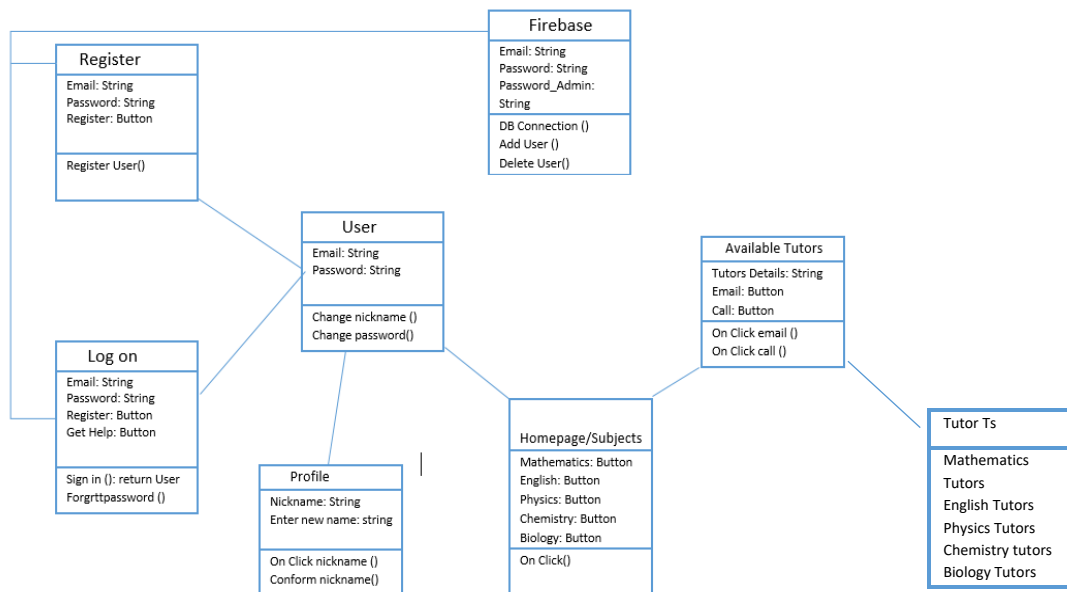 Firebase
Email: String
Password: String
Password_Admin:
String
DB Connection ()
Add User ()
Delete User()
Register
Email: String
Password: String
Register: Button
Register User()
User
Email: String
Password: String
Change nickname ()
Change password()
Available Tutors
Tutors Details: String
Email: Button
Call: Button
On Click email ()
On Click call ()
Log on
Email: String
Password: String
Register: Button
Get Help: Button
Sign in (): return User
Forgrttpassword ()
Profile
Nickname: String
Enter new name: string
On Click nickname ()
Conform nickname()
Homepage/Subjects
Mathematics: Button
English: Button
Physics: Button
Chemistry: Button
Biology: Button
On Click()
Tutor Ts
Mathematics
Tutors
English Tutors
Physics Tutors
Chemistry tutors
Biology Tutors